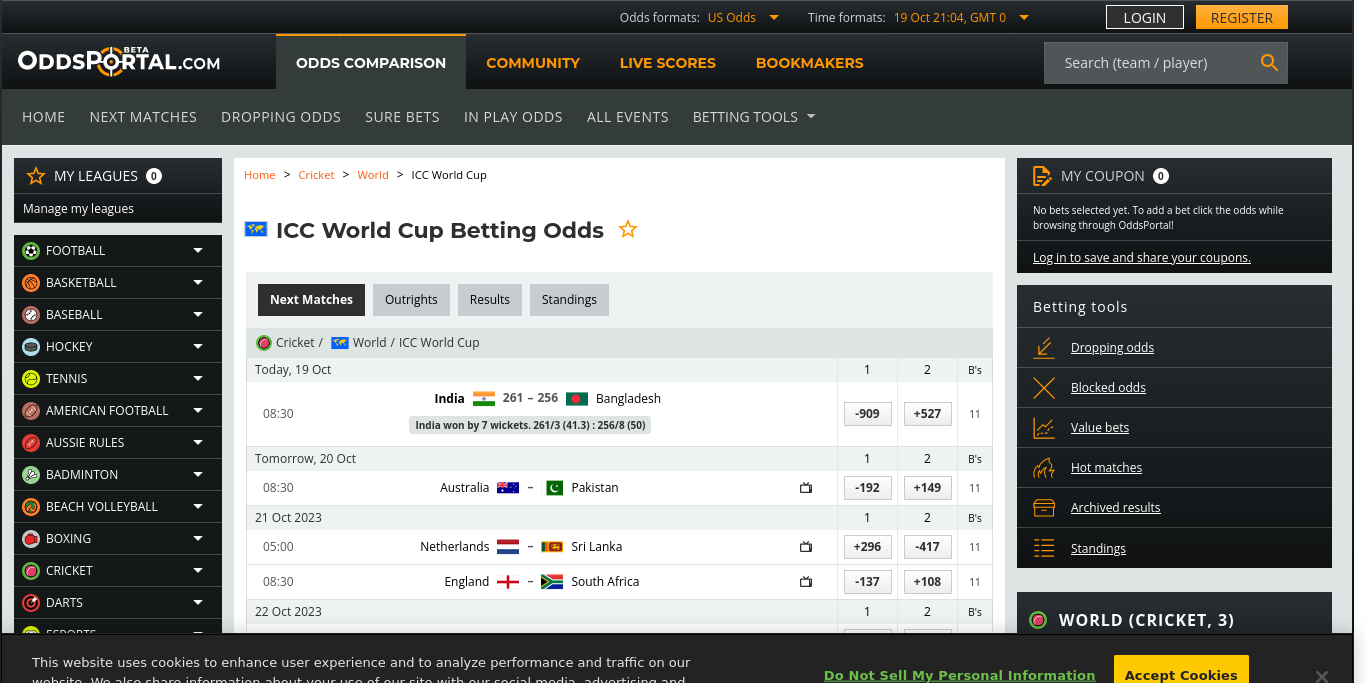 Odds formats: US Odds Time formats: 19 Oct 21:04, GMT 0 LOGIN REGISTER
ODDSPORTAL.COM BETA
ODDS COMPARISON COMMUNITY LIVE SCORES BOOKMAKERS
Search (team / player)
HOME NEXT MATCHES DROPPING ODDS SURE BETS IN PLAY ODDS ALL EVENTS BETTING TOOLS
MY LEAGUES 0
Manage my leagues
FOOTBALL
BASKETBALL
BASEBALL
HOCKEY
TENNIS
AMERICAN FOOTBALL
AUSSIE RULES
BADMINTON
BEACH VOLLEYBALL
BOXING
CRICKET
DARTS
ESPORTS
Home > Cricket > World > ICC World Cup
ICC World Cup Betting Odds
Next Matches Outrights Results Standings
Cricket / World / ICC World Cup
Today, 19 Oct 1 2 B's
08:30 India 261 – 256 Bangladesh -909 +527 11
India won by 7 wickets. 261/3 (41.3) : 256/8 (50)
Tomorrow, 20 Oct 1 2 B's
08:30 Australia – Pakistan -192 +149 11
21 Oct 2023 1 2 B's
05:00 Netherlands – Sri Lanka +296 -417 11
08:30 England – South Africa -137 +108 11
22 Oct 2023 1 2 B's
MY COUPON 0
No bets selected yet. To add a bet click the odds while
browsing through OddsPortal!
Log in to save and share your coupons.
Betting tools
Dropping odds
Blocked odds
Value bets
Hot matches
Archived results
Standings
WORLD (CRICKET, 3)
This website uses cookies to enhance user experience and to analyze performance and traffic on our
website. We also share information about your use of our site with our social media, advertising and
Do Not Sell My Personal Information Accept Cookies